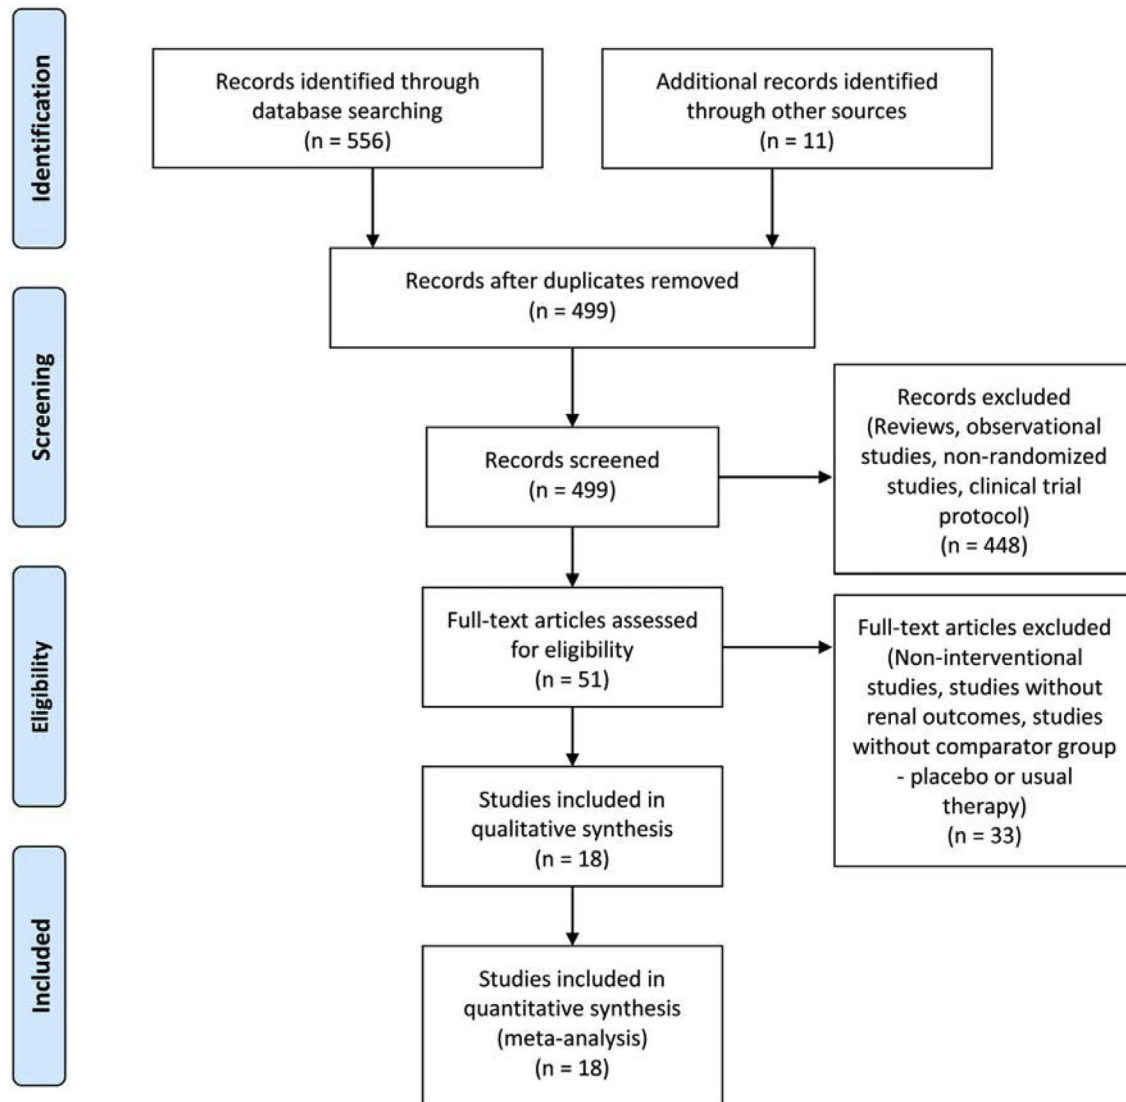 Identification
Records identified through
database searching
(n = 556)
Additional records identified
through other sources
(n = 11)
Records after duplicates removed
(n = 499)
Screening
Records screened
(n = 499)
Records excluded
(Reviews, observational
studies, non-randomized
studies, clinical trial
protocol)
(n = 448)
Eligibility
Full-text articles assessed
for eligibility
(n = 51)
Full-text articles excluded
(Non-interventional
studies, studies without
renal outcomes, studies
without comparator group
- placebo or usual
therapy)
(n = 33)
Studies included in
qualitative synthesis
(n = 18)
Included
Studies included in
quantitative synthesis
(meta-analysis)
(n = 18)